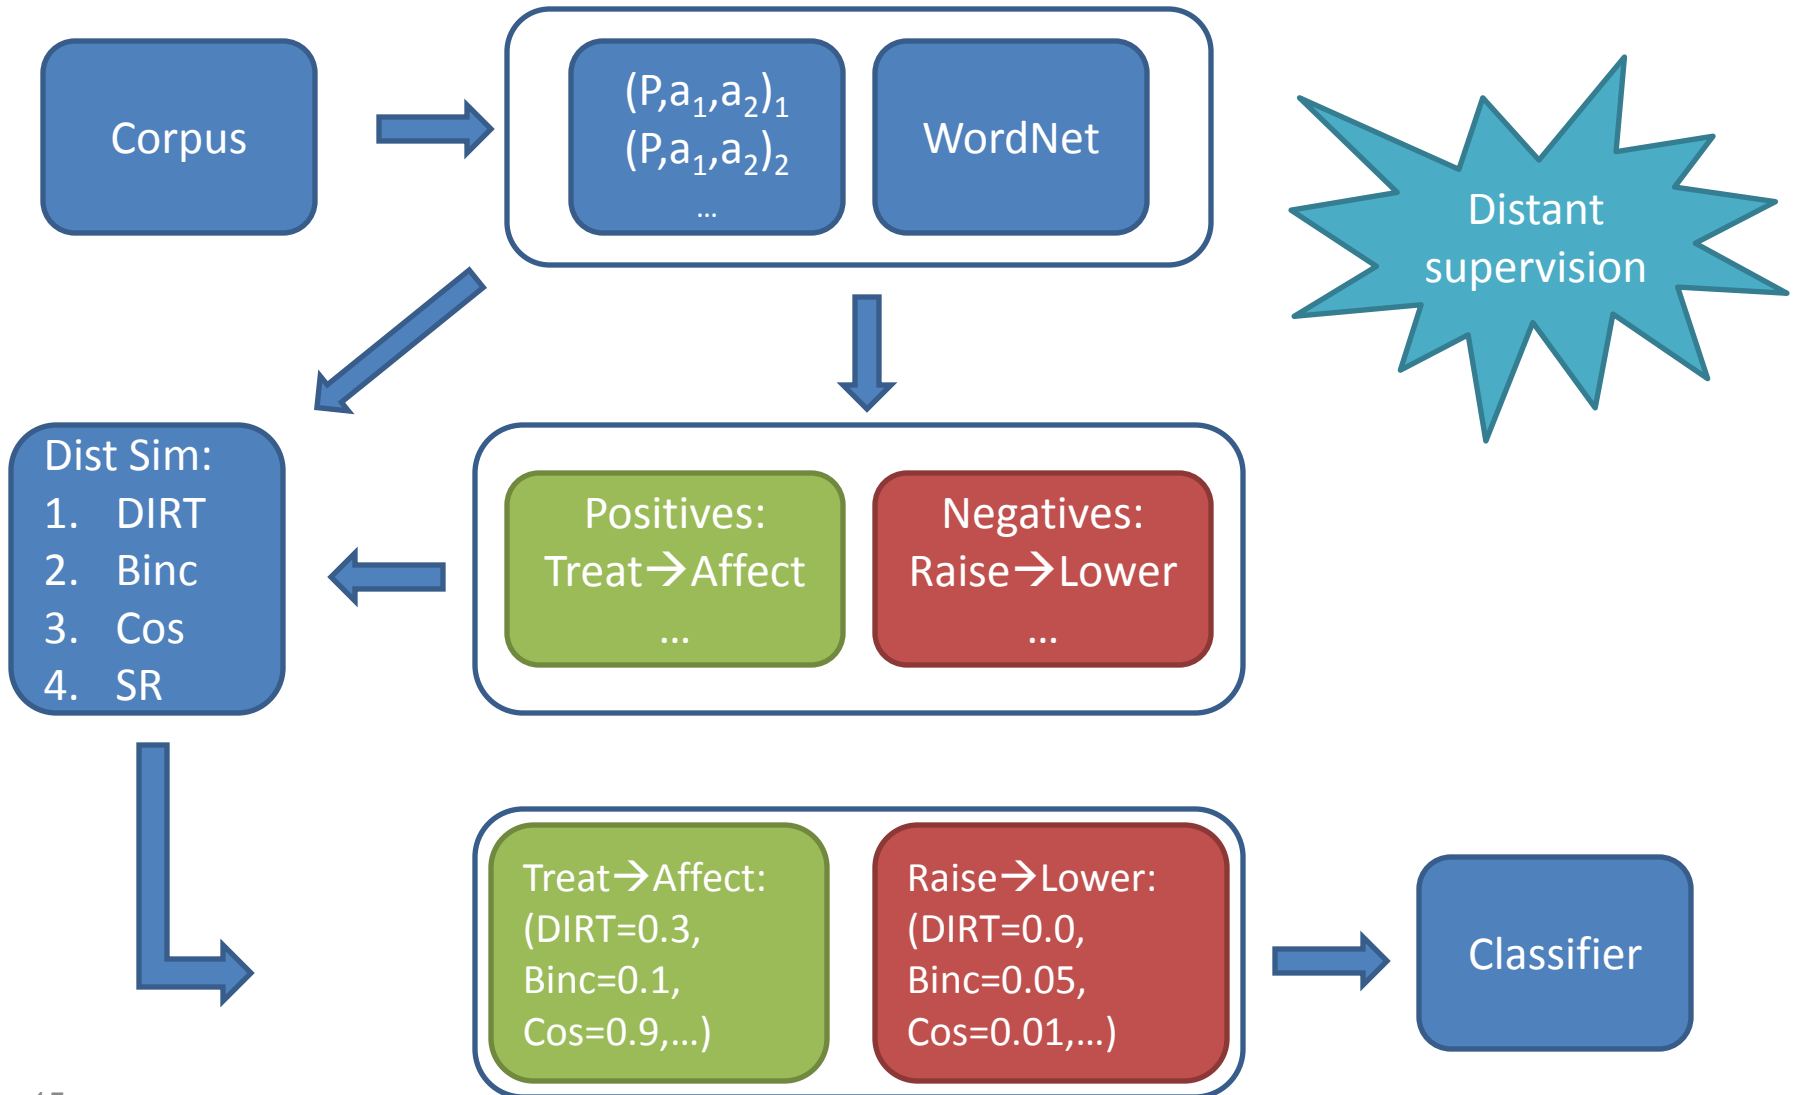 Corpus
(P,a₁,a₂)₁
(P,a₁,a₂)₂
...
WordNet
Distant
supervision
Dist Sim:
1. DIRT
2. Binc
3. Cos
4. SR
Positives:
Treat→Affect
...
Negatives:
Raise→Lower
...
Treat→Affect:
(DIRT=0.3,
Binc=0.1,
Cos=0.9,...)
Raise→Lower:
(DIRT=0.0,
Binc=0.05,
Cos=0.01,...)
Classifier